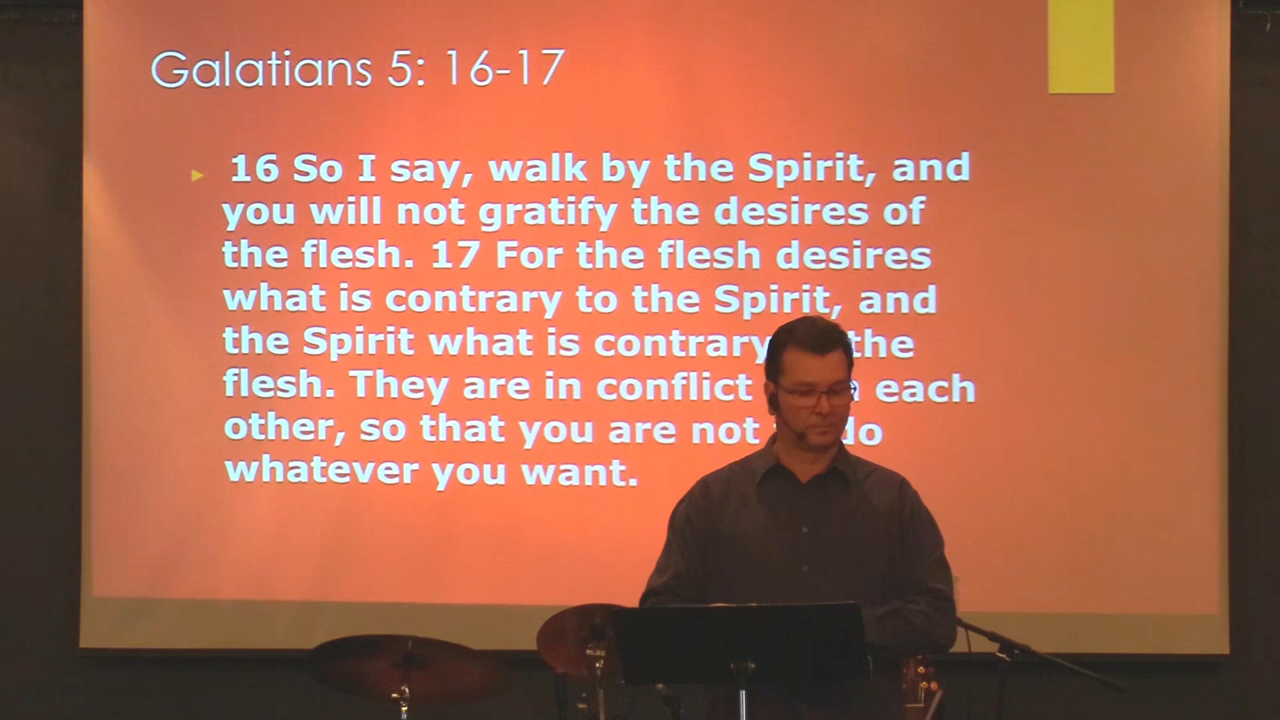 Galatians 5: 16-17
16 So I say, walk by the Spirit, and
you will not gratify the desires of
the flesh. 17 For the flesh desires
what is contrary to the Spirit, and
the Spirit what is contrary the
flesh. They are in conflict each
other, so that you are not do
whatever you want.